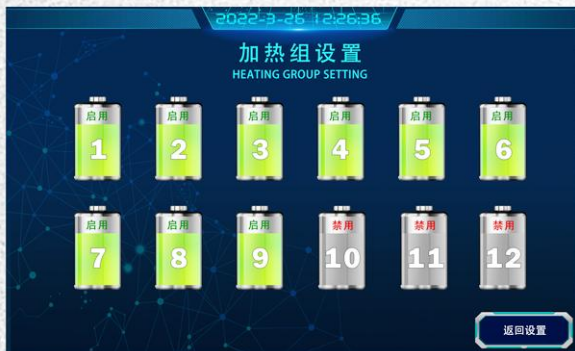 2022-3-26 12:26:36
加热组设置
HEATING GROUP SETTING
启用 启用 启用 启用 启用 启用
1 2 3 4 5 6
启用 启用 启用 禁用 禁用 禁用
7 8 9 10 11 12
返回设置